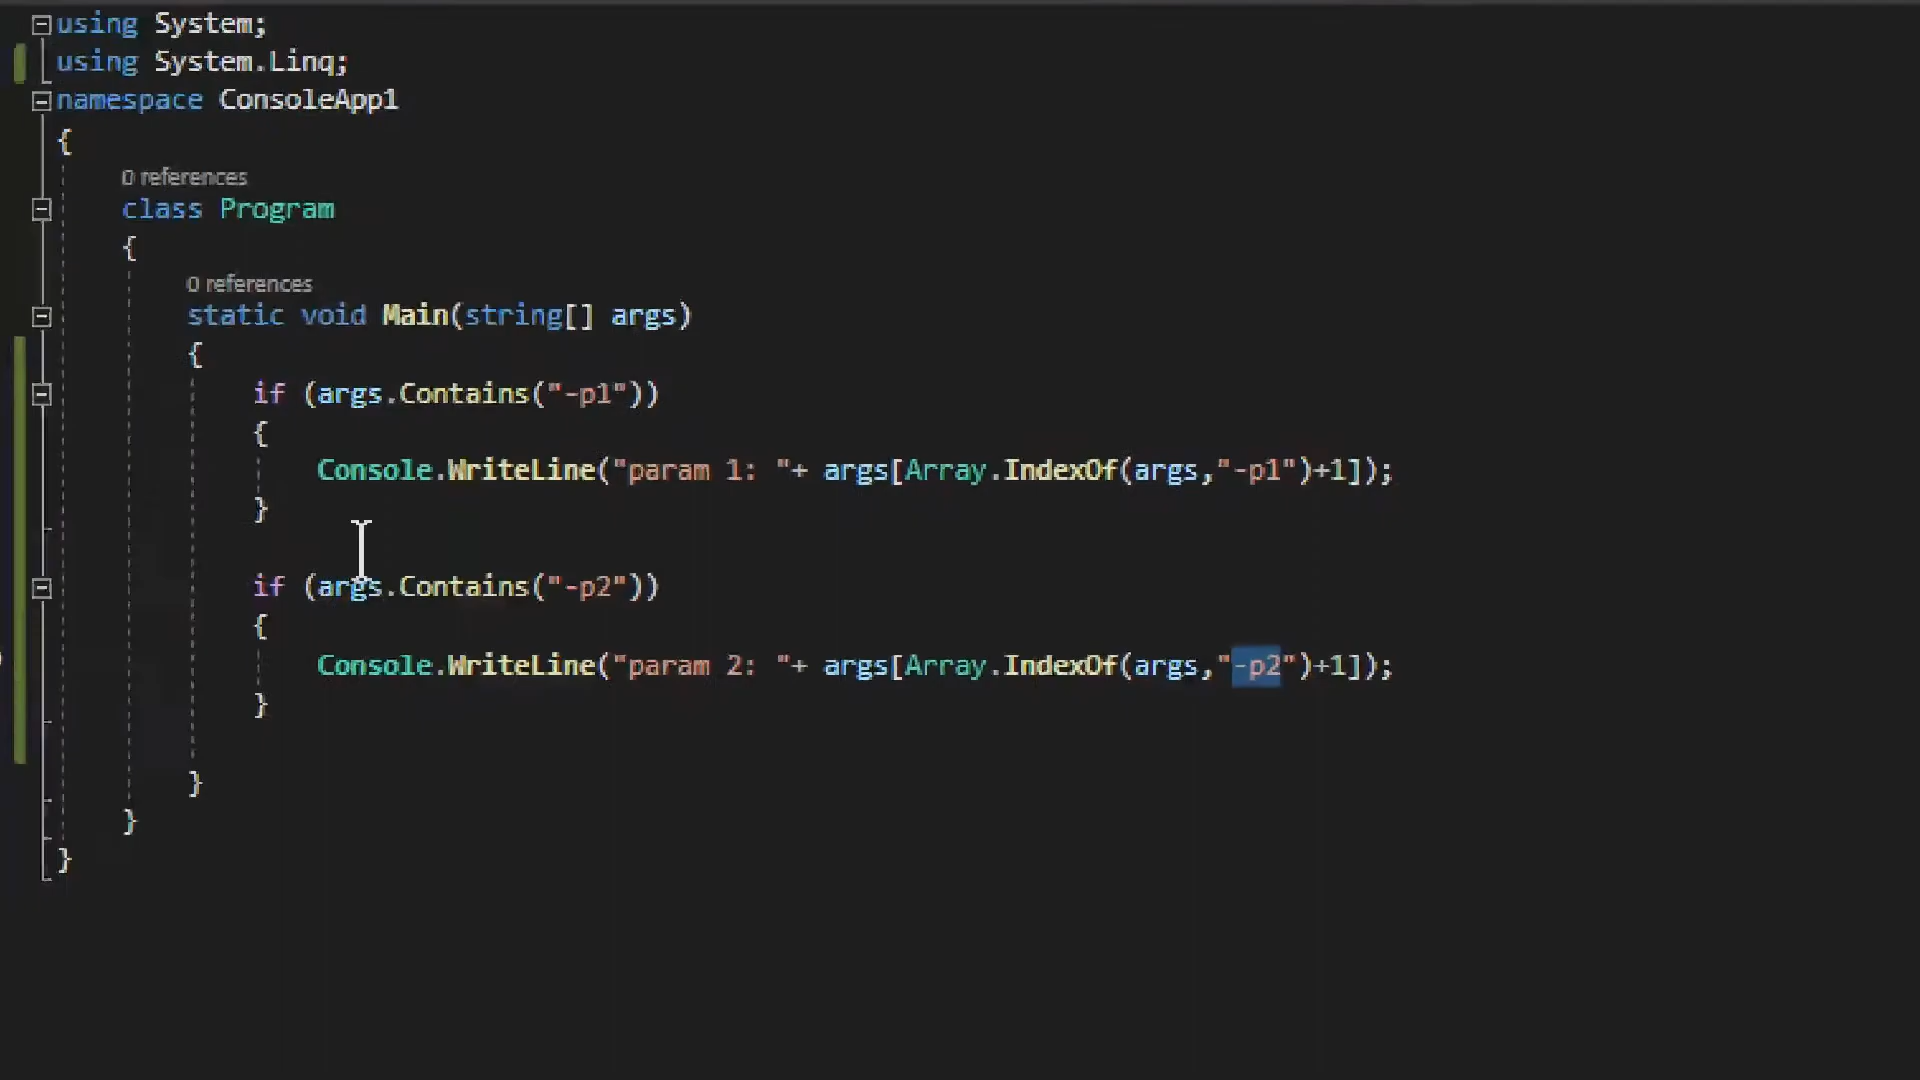 using System;
using System.Linq;
namespace ConsoleApp1
{
0 references
class Program
{
0 references
static void Main(string[] args)
{
if (args.Contains("-p1"))
{
Console.WriteLine("param 1: "+ args[Array.IndexOf(args,"-p1")+1]);
}
if (args.Contains("-p2"))
{
Console.WriteLine("param 2: "+ args[Array.IndexOf(args,"-p2")+1]);
}
}
}
}